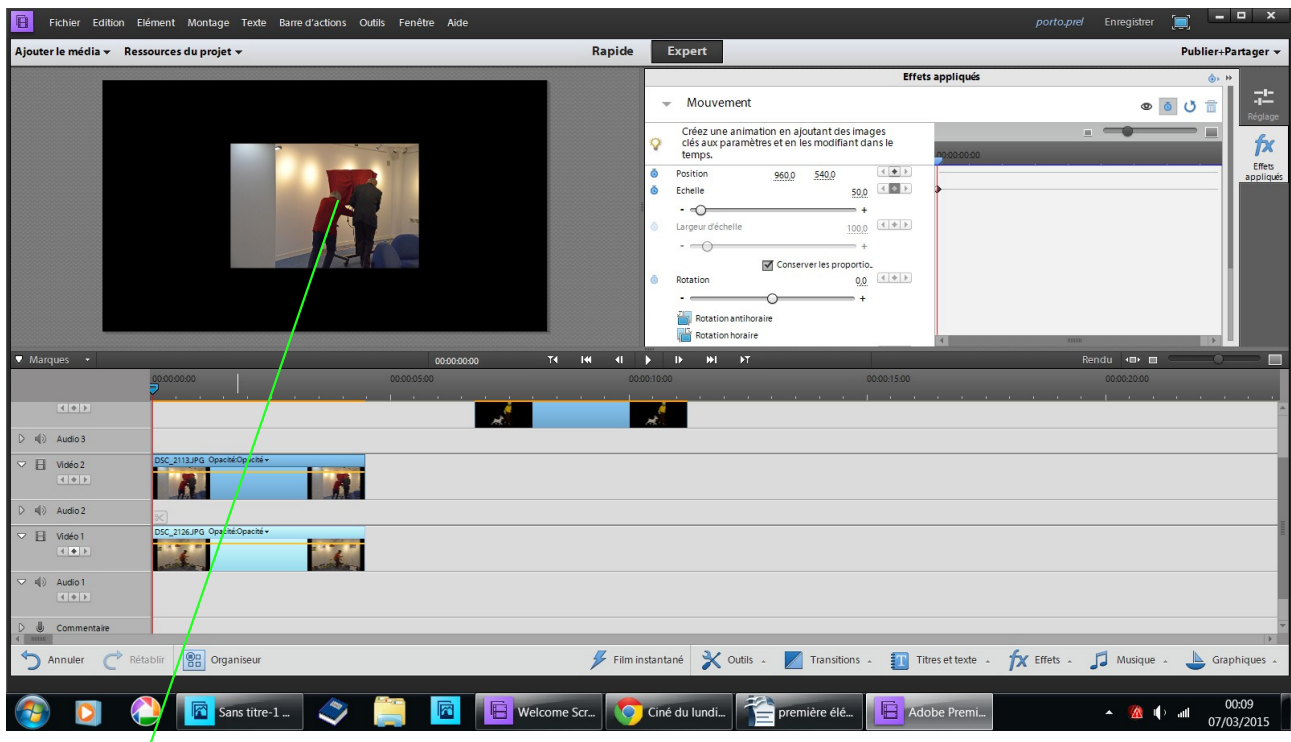 Fichier Edition Elément Montage Texte Barre d'actions Outils Fenêtre Aide porto.prel Enregistrer
Ajouter le média Ressources du projet Rapide Expert Publier+Partager
Effets appliqués
Mouvement
Réglage
Créez une animation en ajoutant des images
clés aux paramètres et en les modifiant dans le
temps.
00:00:00:00
fx
Effets
appliqués
Position 960,0 540,0
Echelle 50,0
- +
Largeur d'échelle 100,0
- +
Conserver les proportio..
Rotation 0,0
- +
Rotation antihoraire
Rotation horaire
Marques 00:00:00:00 Rendu
00:00:00:00 00:00:05:00 00:00:10:00 00:00:15:00 00:00:20:00
Audio 3
Vidéo 2 DSC_2113.JPG Opacité:Opacité
Audio 2
Vidéo 1 DSC_2126.JPG Opacité:Opacité
Audio 1
Commentaire
Annuler Rétablir Organiseur Film instantané Outils Transitions Titres et texte fx Effets Musique Graphiques
Sans titre-1 ... Welcome Scr... Ciné du lundi... première élé... Adobe Premi... 00:09
07/03/2015